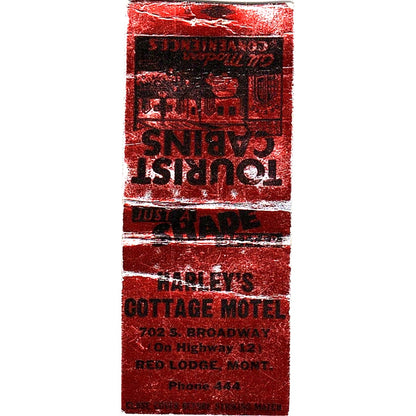 All Modern
CONVENIENCES
TOURIST
CABINS
JUST A
SHADE
HARLEY'S
COTTAGE MOTEL
702 S. BROADWAY
On Highway 12
RED LODGE, MONT.
Phone 444